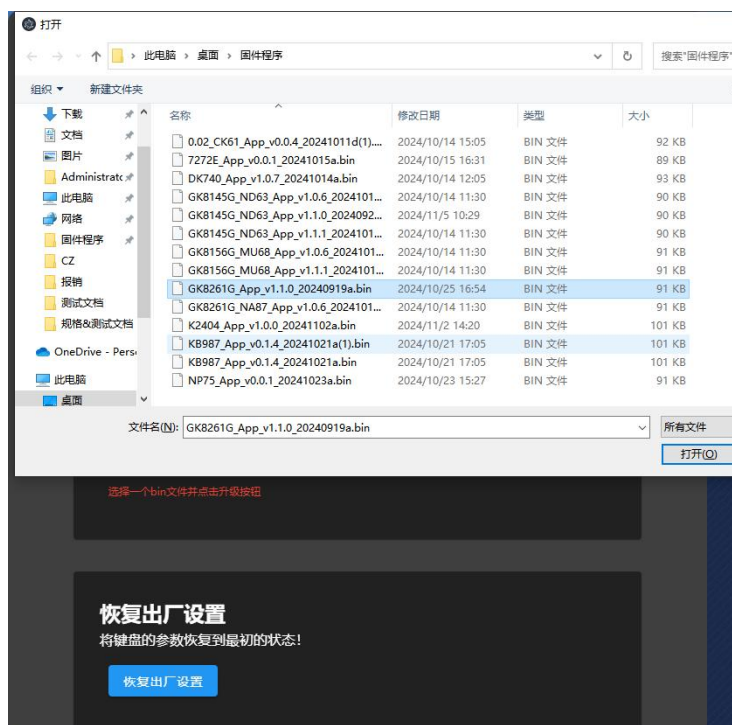 打开
此电脑 › 桌面 › 固件程序
搜索"固件程序"
组织 新建文件夹
名称 修改日期 类型 大小
下载
文档
图片
Administratc
此电脑
网络
固件程序
CZ
报销
测试文档
规格&测试文档
OneDrive - Perso
此电脑
桌面
0.02_CK61_App_v0.0.4_20241011d(1).... 2024/10/14 15:05 BIN 文件 92 KB
7272E_App_v0.0.1_20241015a.bin 2024/10/15 16:31 BIN 文件 89 KB
DK740_App_v1.0.7_20241014a.bin 2024/10/14 12:05 BIN 文件 93 KB
GK8145G_ND63_App_v1.0.6_2024101... 2024/10/14 11:30 BIN 文件 90 KB
GK8145G_ND63_App_v1.1.0_2024092... 2024/11/5 10:29 BIN 文件 90 KB
GK8145G_ND63_App_v1.1.1_2024101... 2024/10/14 11:30 BIN 文件 90 KB
GK8156G_MU68_App_v1.0.6_2024101... 2024/10/14 11:30 BIN 文件 91 KB
GK8156G_MU68_App_v1.1.1_2024101... 2024/10/14 11:30 BIN 文件 91 KB
GK8261G_App_v1.1.0_20240919a.bin 2024/10/25 16:54 BIN 文件 91 KB
GK8261G_NA87_App_v1.0.6_2024101... 2024/10/14 11:30 BIN 文件 91 KB
K2404_App_v1.0.0_20241102a.bin 2024/11/2 14:20 BIN 文件 101 KB
KB987_App_v0.1.4_20241021a(1).bin 2024/10/21 17:05 BIN 文件 101 KB
KB987_App_v0.1.4_20241021a.bin 2024/10/21 17:05 BIN 文件 101 KB
NP75_App_v0.0.1_20241023a.bin 2024/10/23 15:27 BIN 文件 91 KB
文件名(N): GK8261G_App_v1.1.0_20240919a.bin 所有文件
打开(O)
选择一个bin文件并点击升级按钮
恢复出厂设置
将键盘的参数恢复到最初的状态！
恢复出厂设置